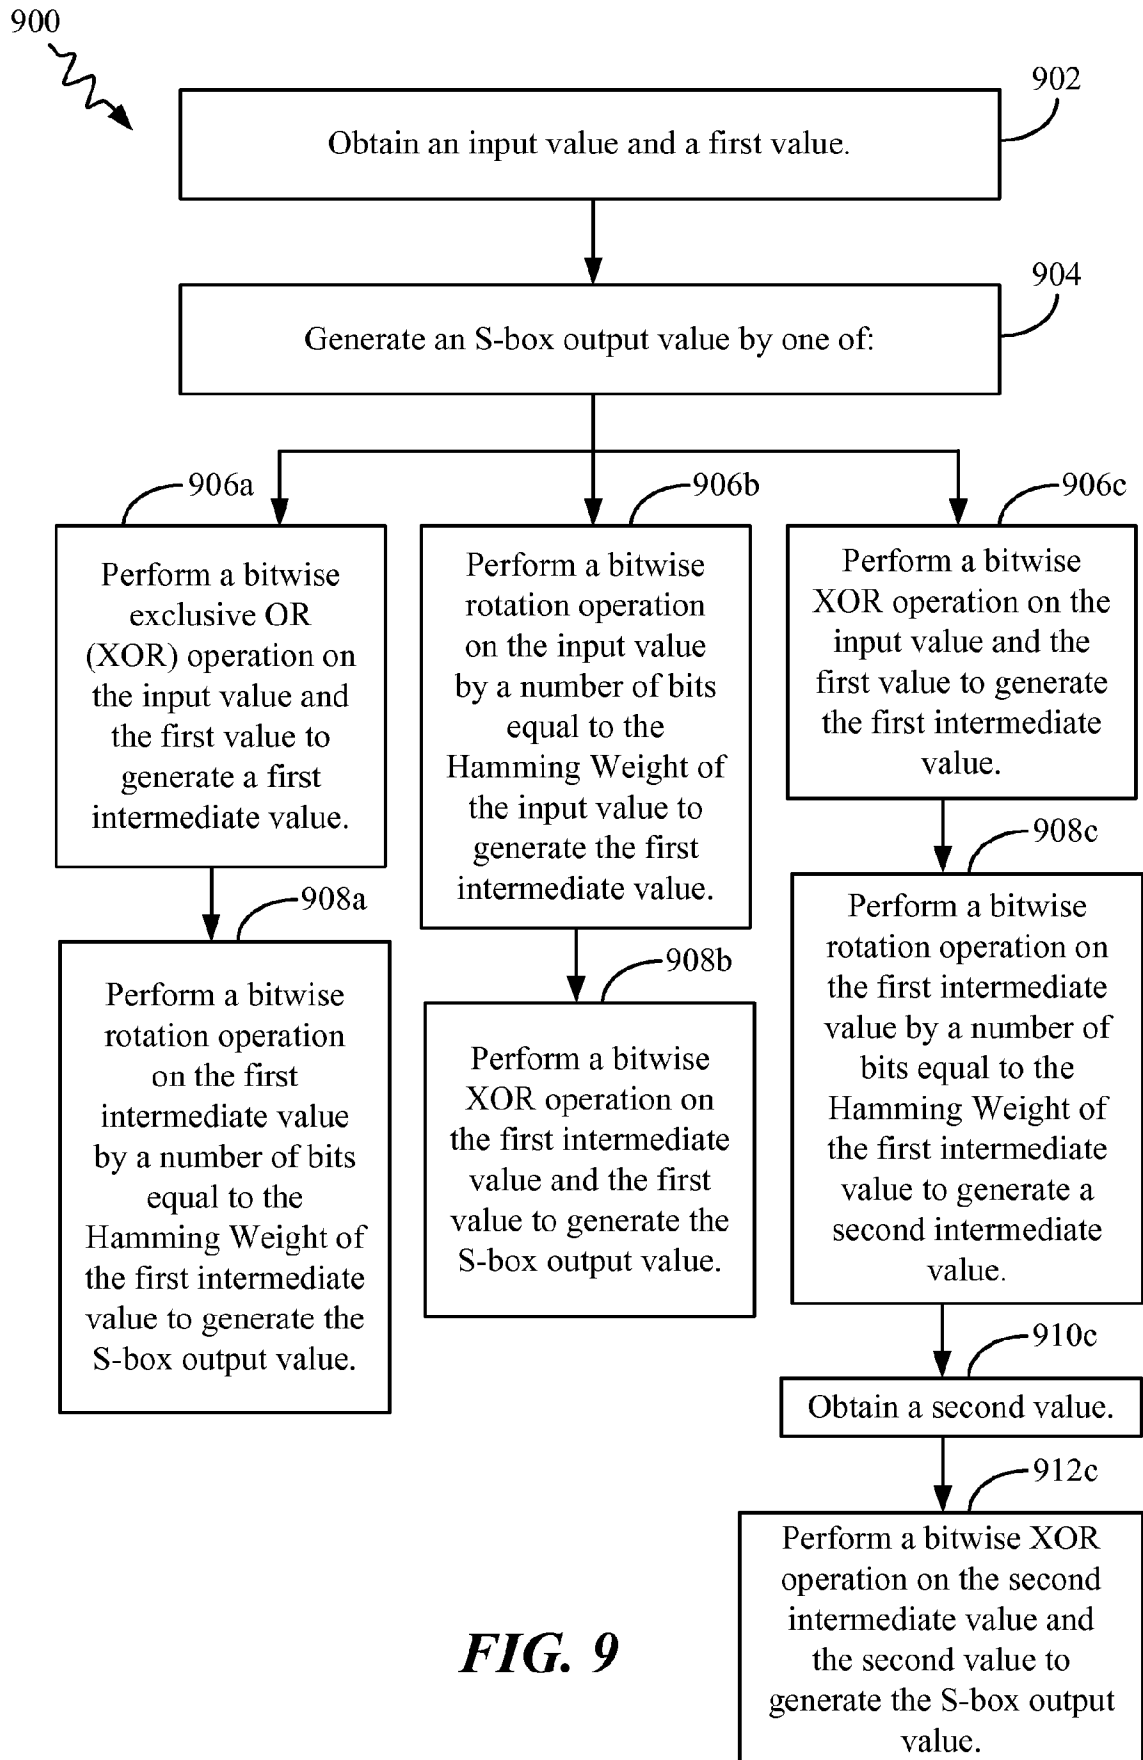 900
902
Obtain an input value and a first value.
904
Generate an S-box output value by one of:
906a
Perform a bitwise
exclusive OR
(XOR) operation on
the input value and
the first value to
generate a first
intermediate value.
908a
Perform a bitwise
rotation operation
on the first
intermediate value
by a number of bits
equal to the
Hamming Weight of
the first intermediate
value to generate the
S-box output value.
906b
Perform a bitwise
rotation operation
on the input value
by a number of bits
equal to the
Hamming Weight of
the input value to
generate the first
intermediate value.
908b
Perform a bitwise
XOR operation on
the first intermediate
value and the first
value to generate the
S-box output value.
906c
Perform a bitwise
XOR operation on the
input value and the
first value to generate
the first intermediate
value.
908c
Perform a bitwise
rotation operation on
the first intermediate
value by a number of
bits equal to the
Hamming Weight of
the first intermediate
value to generate a
second intermediate
value.
910c
Obtain a second value.
912c
Perform a bitwise XOR
operation on the second
intermediate value and
the second value to
generate the S-box output
value.
FIG. 9